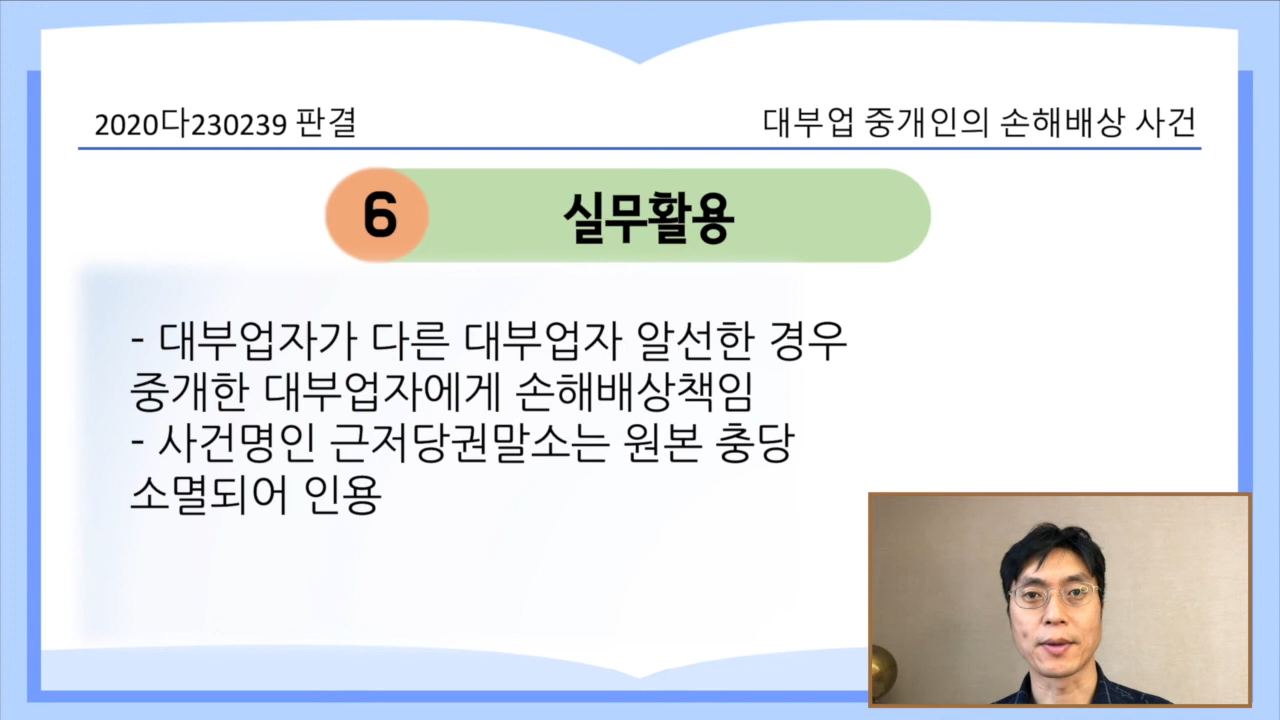 2020다230239 판결
대부업 중개인의 손해배상 사건
6
실무활용
- 대부업자가 다른 대부업자 알선한 경우
중개한 대부업자에게 손해배상책임
- 사건명인 근저당권말소는 원본 충당
소멸되어 인용